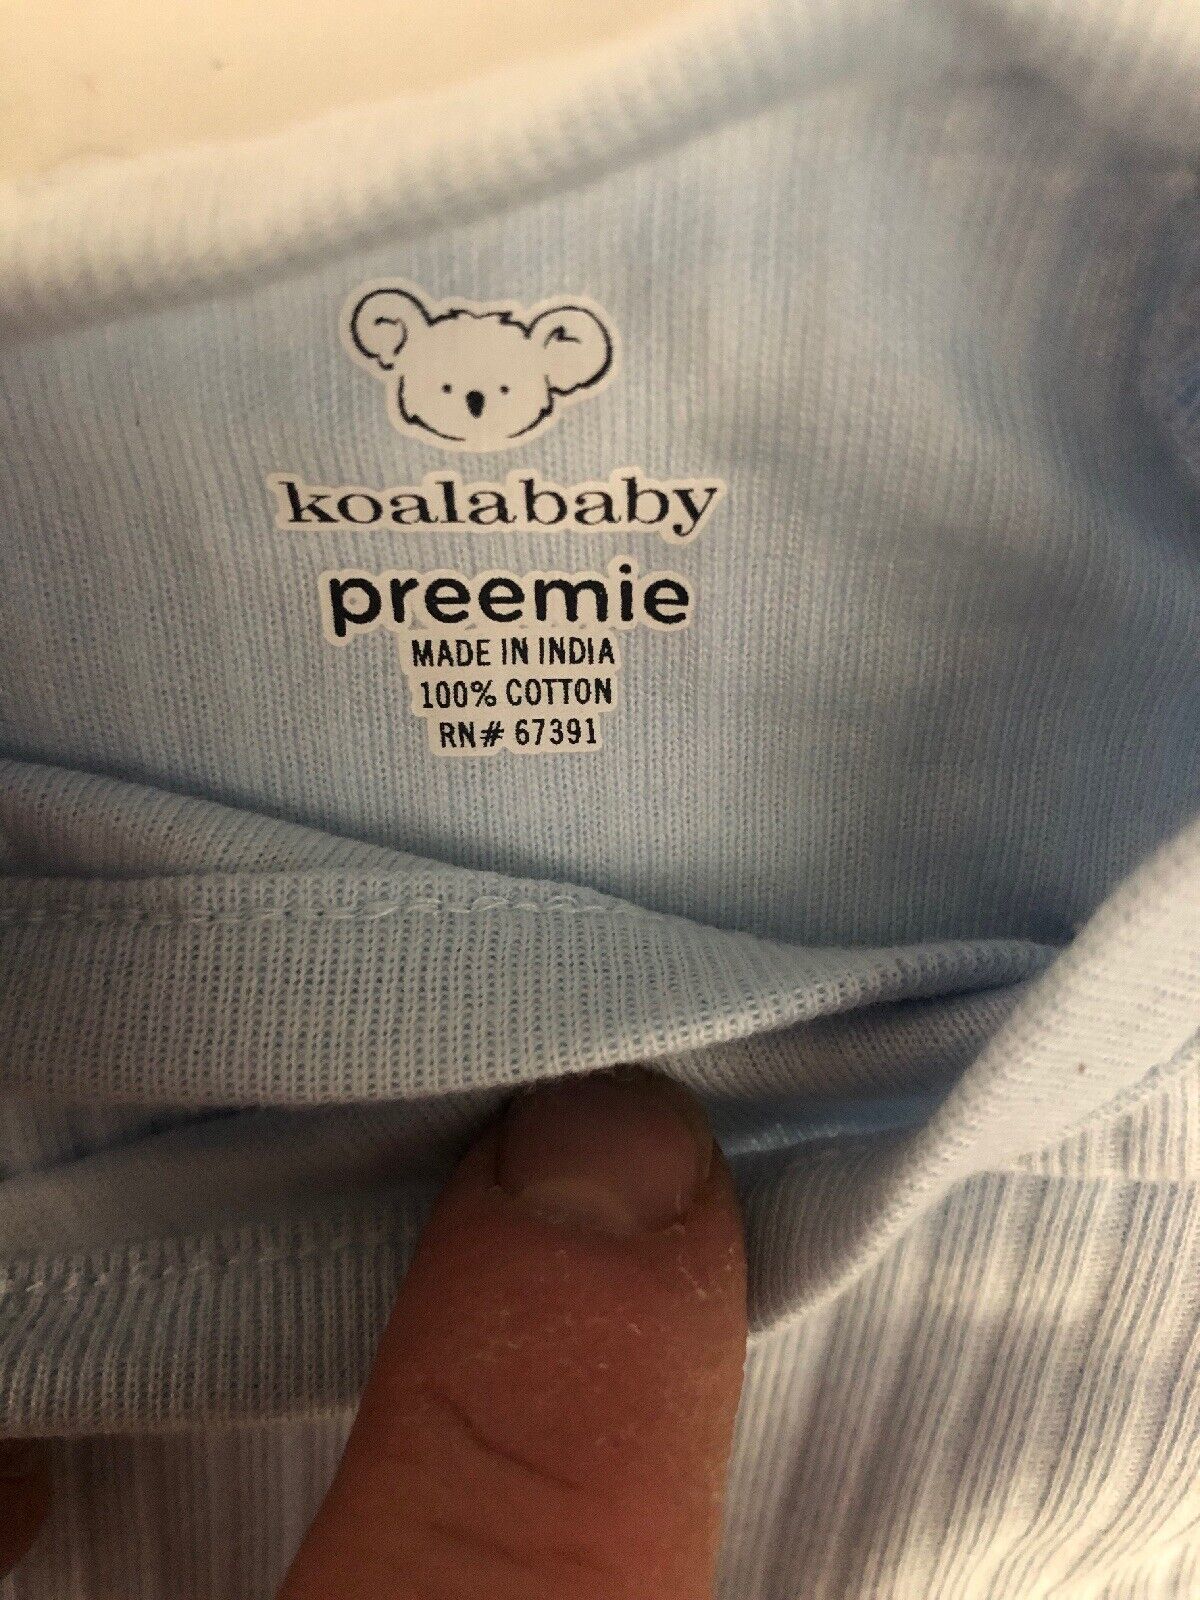 koalababy
preemie
MADE IN INDIA
100% COTTON
RN# 67391